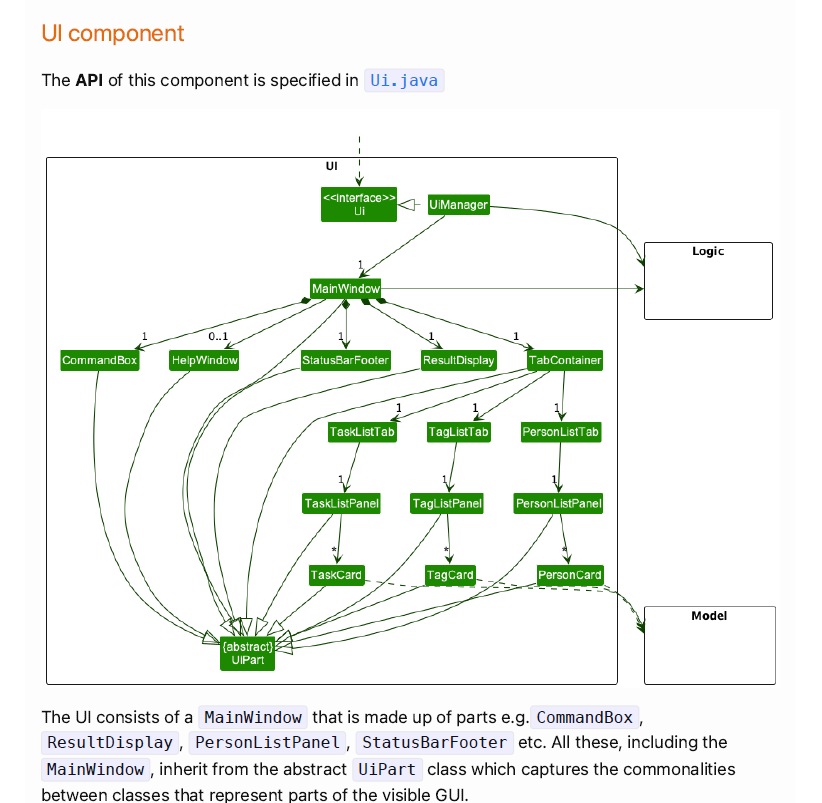 UI component
The API of this component is specified in Ui.java
UI
<<interface>>
Ui
UiManager
Logic
1
MainWindow
1
0..1
1
1
1
CommandBox
HelpWindow
StatusBarFooter
ResultDisplay
TabContainer
1
1
1
TaskListTab
TagListTab
PersonListTab
1
1
1
TaskListPanel
TagListPanel
PersonListPanel
*
*
*
TaskCard
TagCard
PersonCard
Model
{abstract}
UiPart
The UI consists of a MainWindow that is made up of parts e.g. CommandBox,
ResultDisplay, PersonListPanel, StatusBarFooter etc. All these, including the
MainWindow, inherit from the abstract UiPart class which captures the commonalities
between classes that represent parts of the visible GUI.